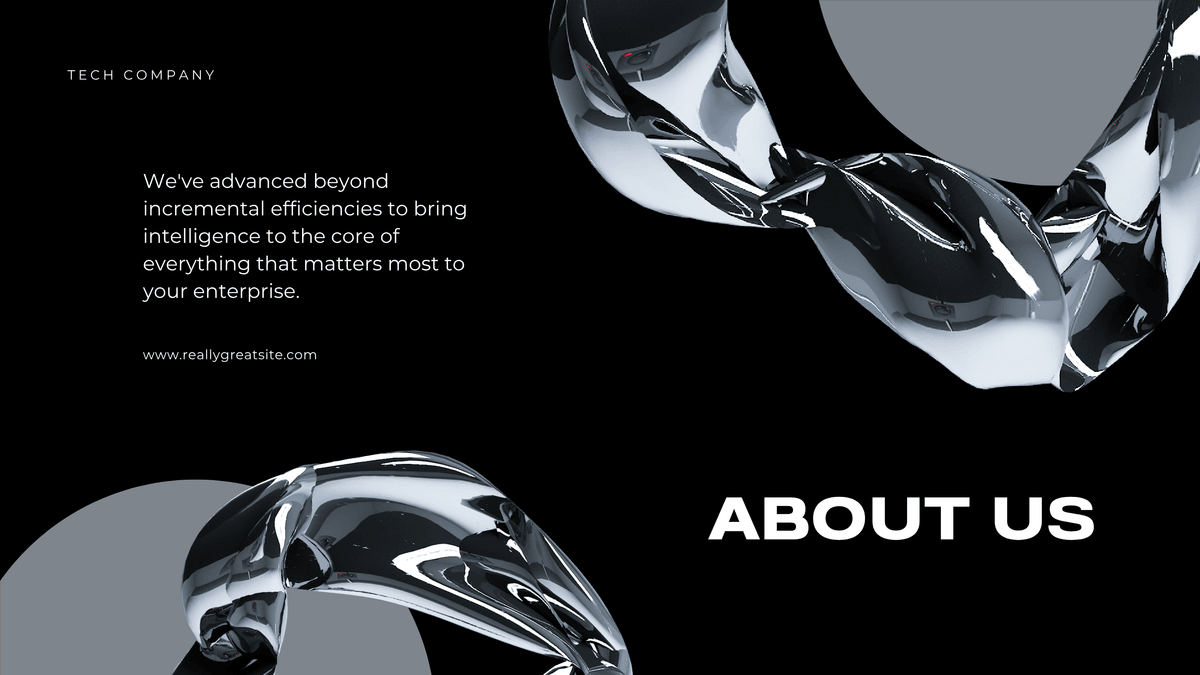 TECH COMPANY
We've advanced beyond
incremental efficiencies to bring
intelligence to the core of
everything that matters most to
your enterprise.
www.reallygreatsite.com
ABOUT US